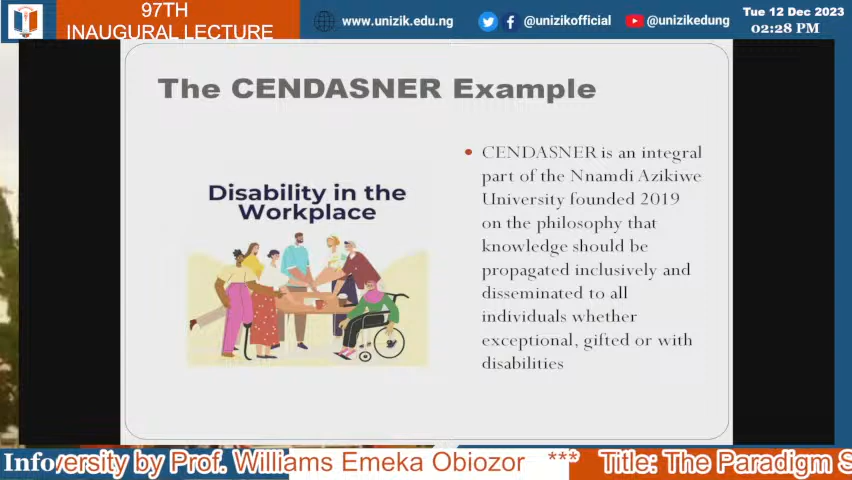 97TH
INAUGURAL LECTURE
www.unizik.edu.ng
@unizikofficial
@unizikedung
Tue 12 Dec 2023
02:28 PM
The CENDASNER Example
Disability in the
Workplace
CENDASNER is an integral
part of the Nnamdi Azikiwe
University founded 2019
on the philosophy that
knowledge should be
propagated inclusively and
disseminated to all
individuals whether
exceptional, gifted or with
disabilities
Info
versity by Prof. Williams Emeka Obiozor *** Title: The Paradigm S